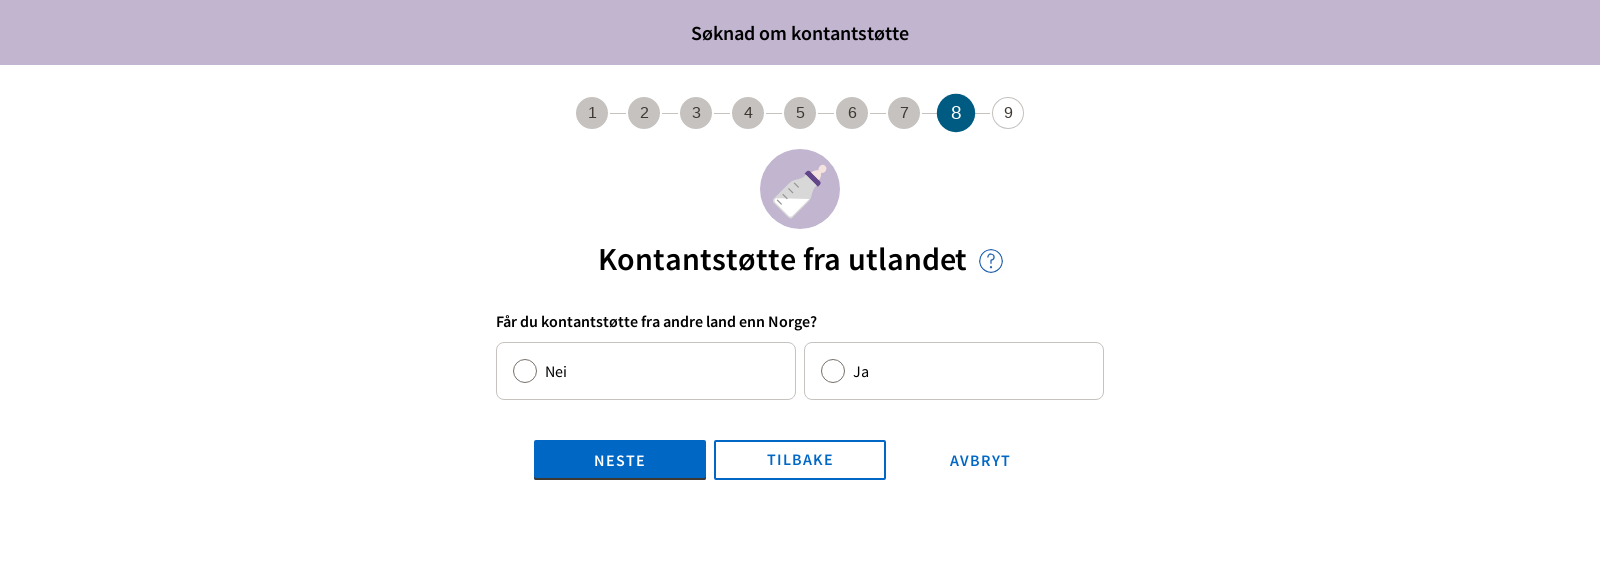 Søknad om kontantstøtte
1 2 3 4 5 6 7 8 9
Kontantstøtte fra utlandet ?
Får du kontantstøtte fra andre land enn Norge?
Nei Ja
NESTE TILBAKE AVBRYT